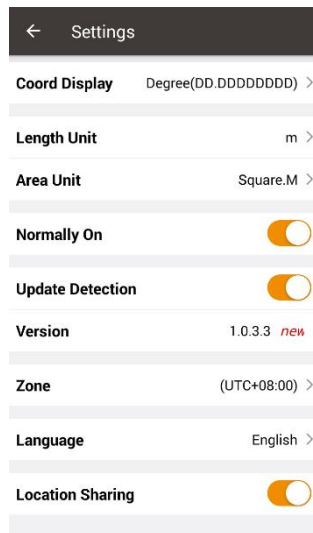 Settings
Coord Display Degree(DD.DDDDDDDD)
Length Unit m
Area Unit Square.M
Normally On
Update Detection
Version 1.0.3.3 new
Zone (UTC+08:00)
Language English
Location Sharing